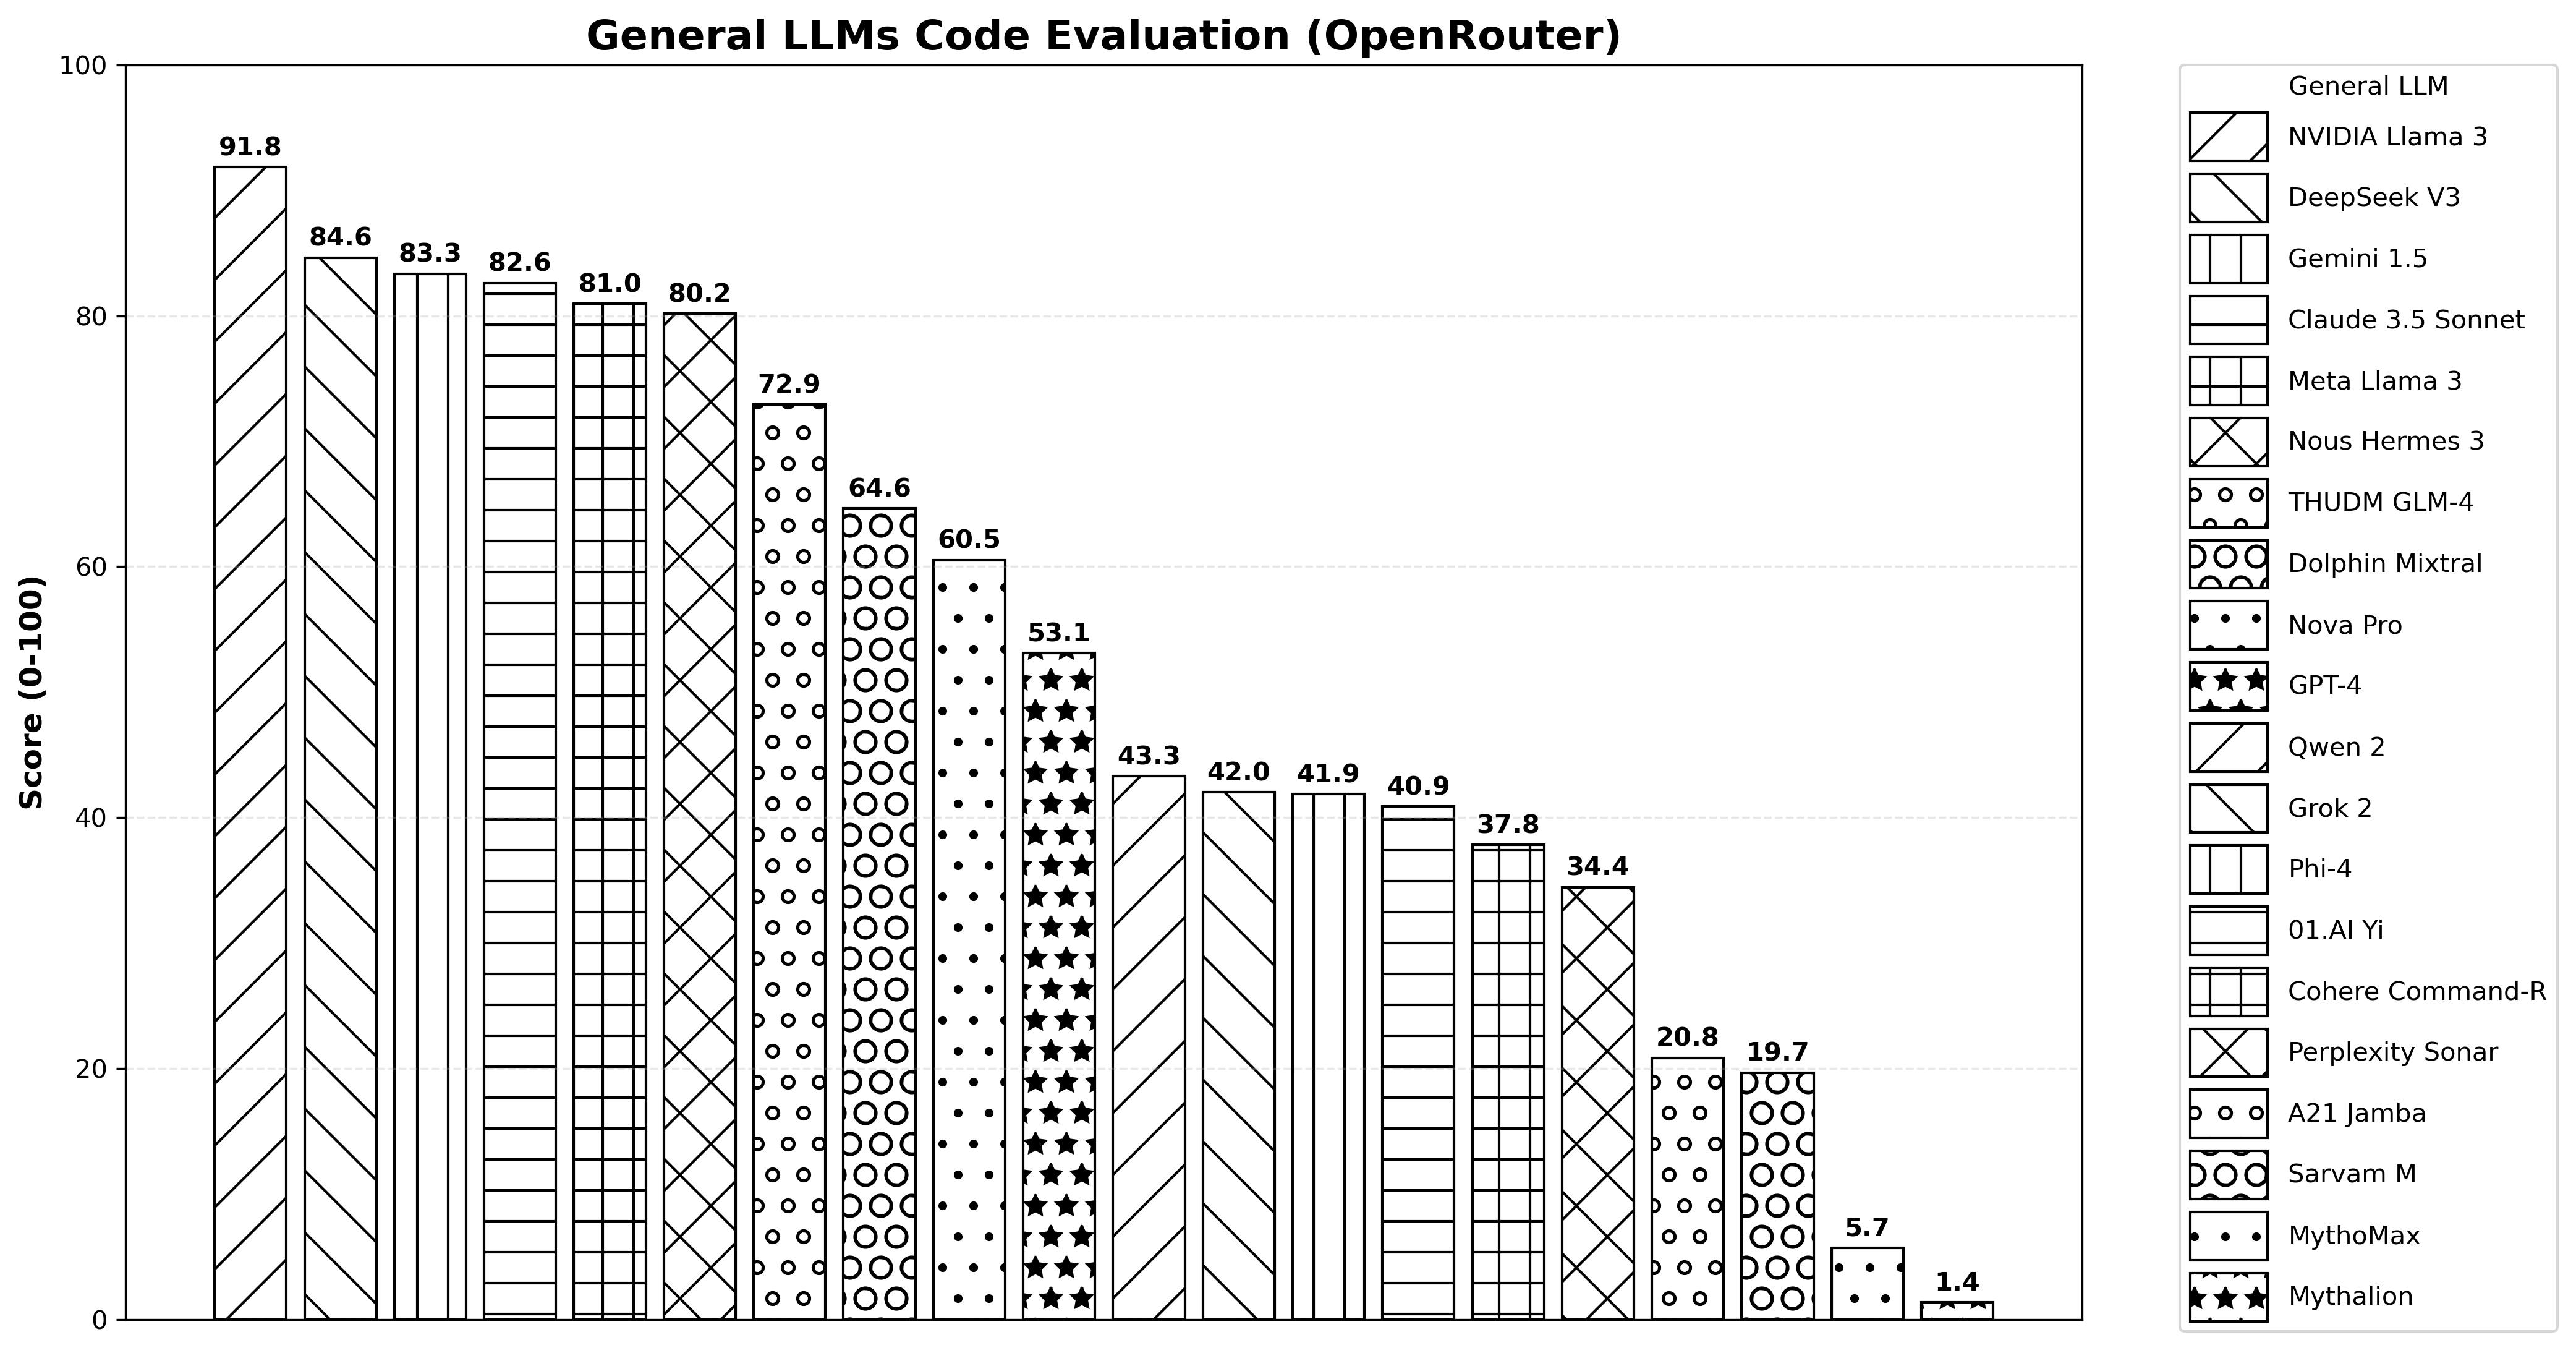 General LLMs Code Evaluation (OpenRouter)
Score (0-100)
100
80
60
40
20
0
91.8
84.6
83.3
82.6
81.0
80.2
72.9
64.6
60.5
53.1
43.3
42.0
41.9
40.9
37.8
34.4
20.8
19.7
5.7
1.4
General LLM
NVIDIA Llama 3
DeepSeek V3
Gemini 1.5
Claude 3.5 Sonnet
Meta Llama 3
Nous Hermes 3
THUDM GLM-4
Dolphin Mixtral
Nova Pro
GPT-4
Qwen 2
Grok 2
Phi-4
01.AI Yi
Cohere Command-R
Perplexity Sonar
A21 Jamba
Sarvam M
MythoMax
Mythalion